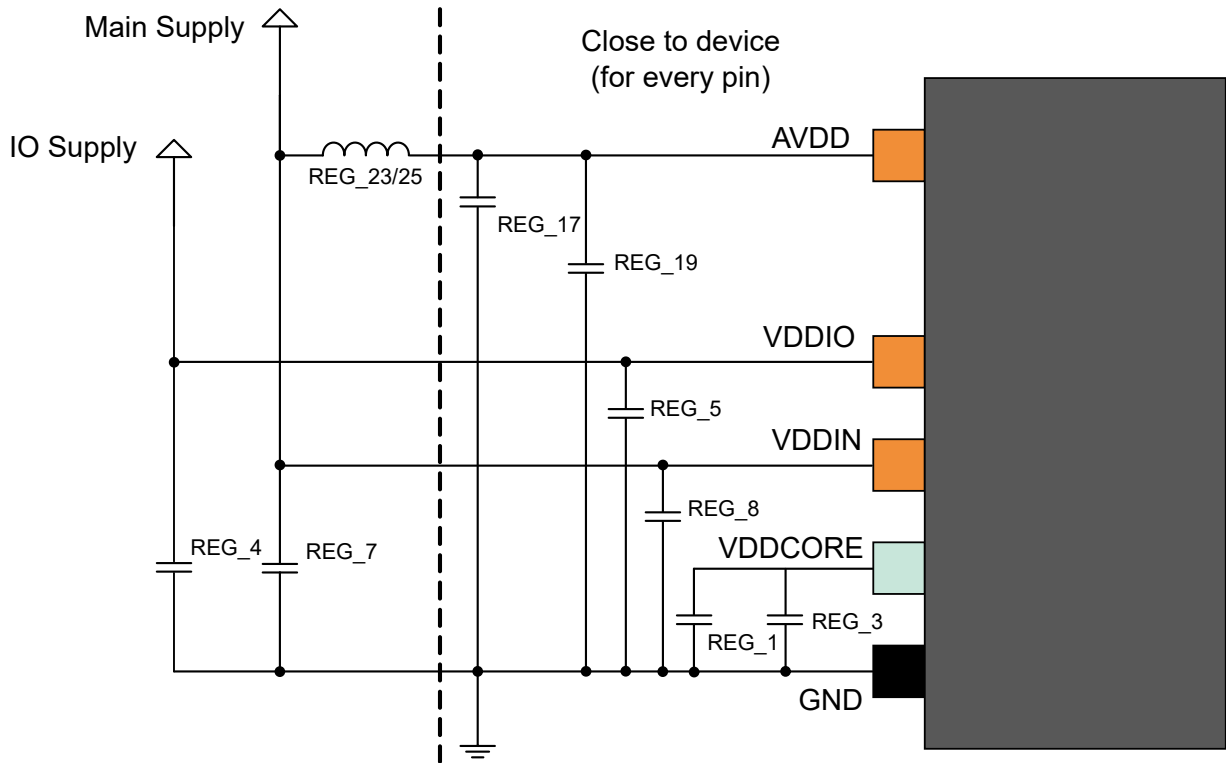 Main Supply
Close to device
(for every pin)
IO Supply
AVDD
REG_23/25
REG_17
REG_19
VDDIO
REG_5
VDDIN
REG_8
REG_4
REG_7
VDDCORE
REG_1
REG_3
GND